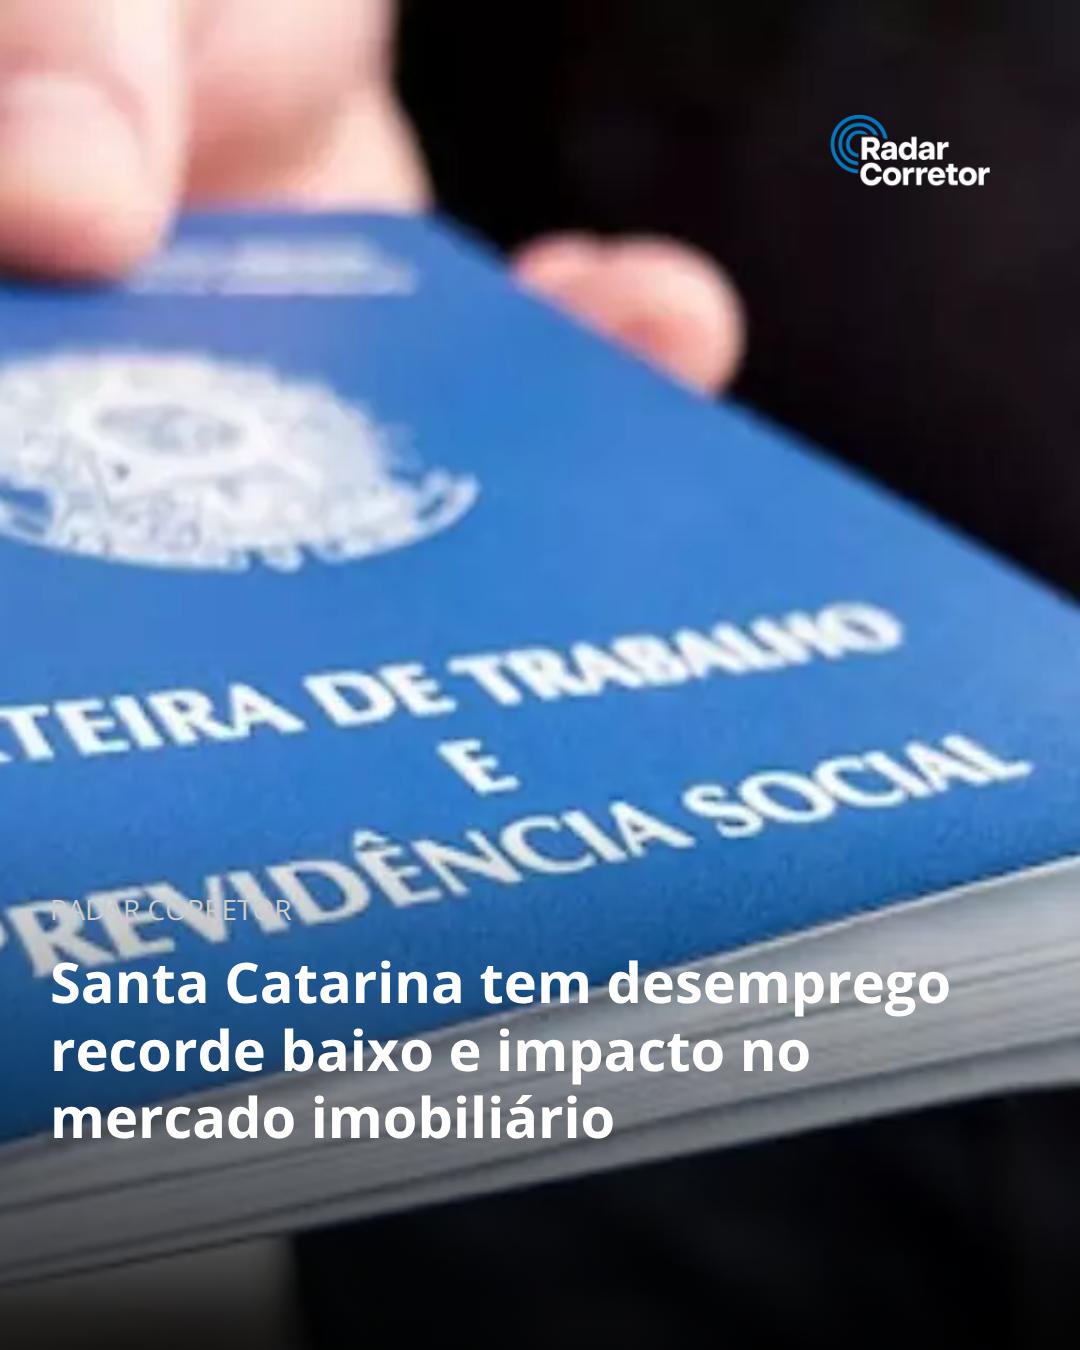 Radar
Corretor
TEIRA DE TRABALHO
E
PREVIDÊNCIA SOCIAL
RADAR CORRETOR
Santa Catarina tem desemprego
recorde baixo e impacto no
mercado imobiliário